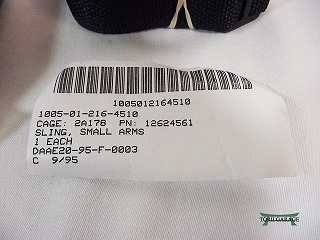 1005012164510
1005-01-216-4510
CAGE: 2A178 PN: 12624561
SLING, SMALL ARMS
1 EACH
DAAE20-95-F-0003
C 9/95